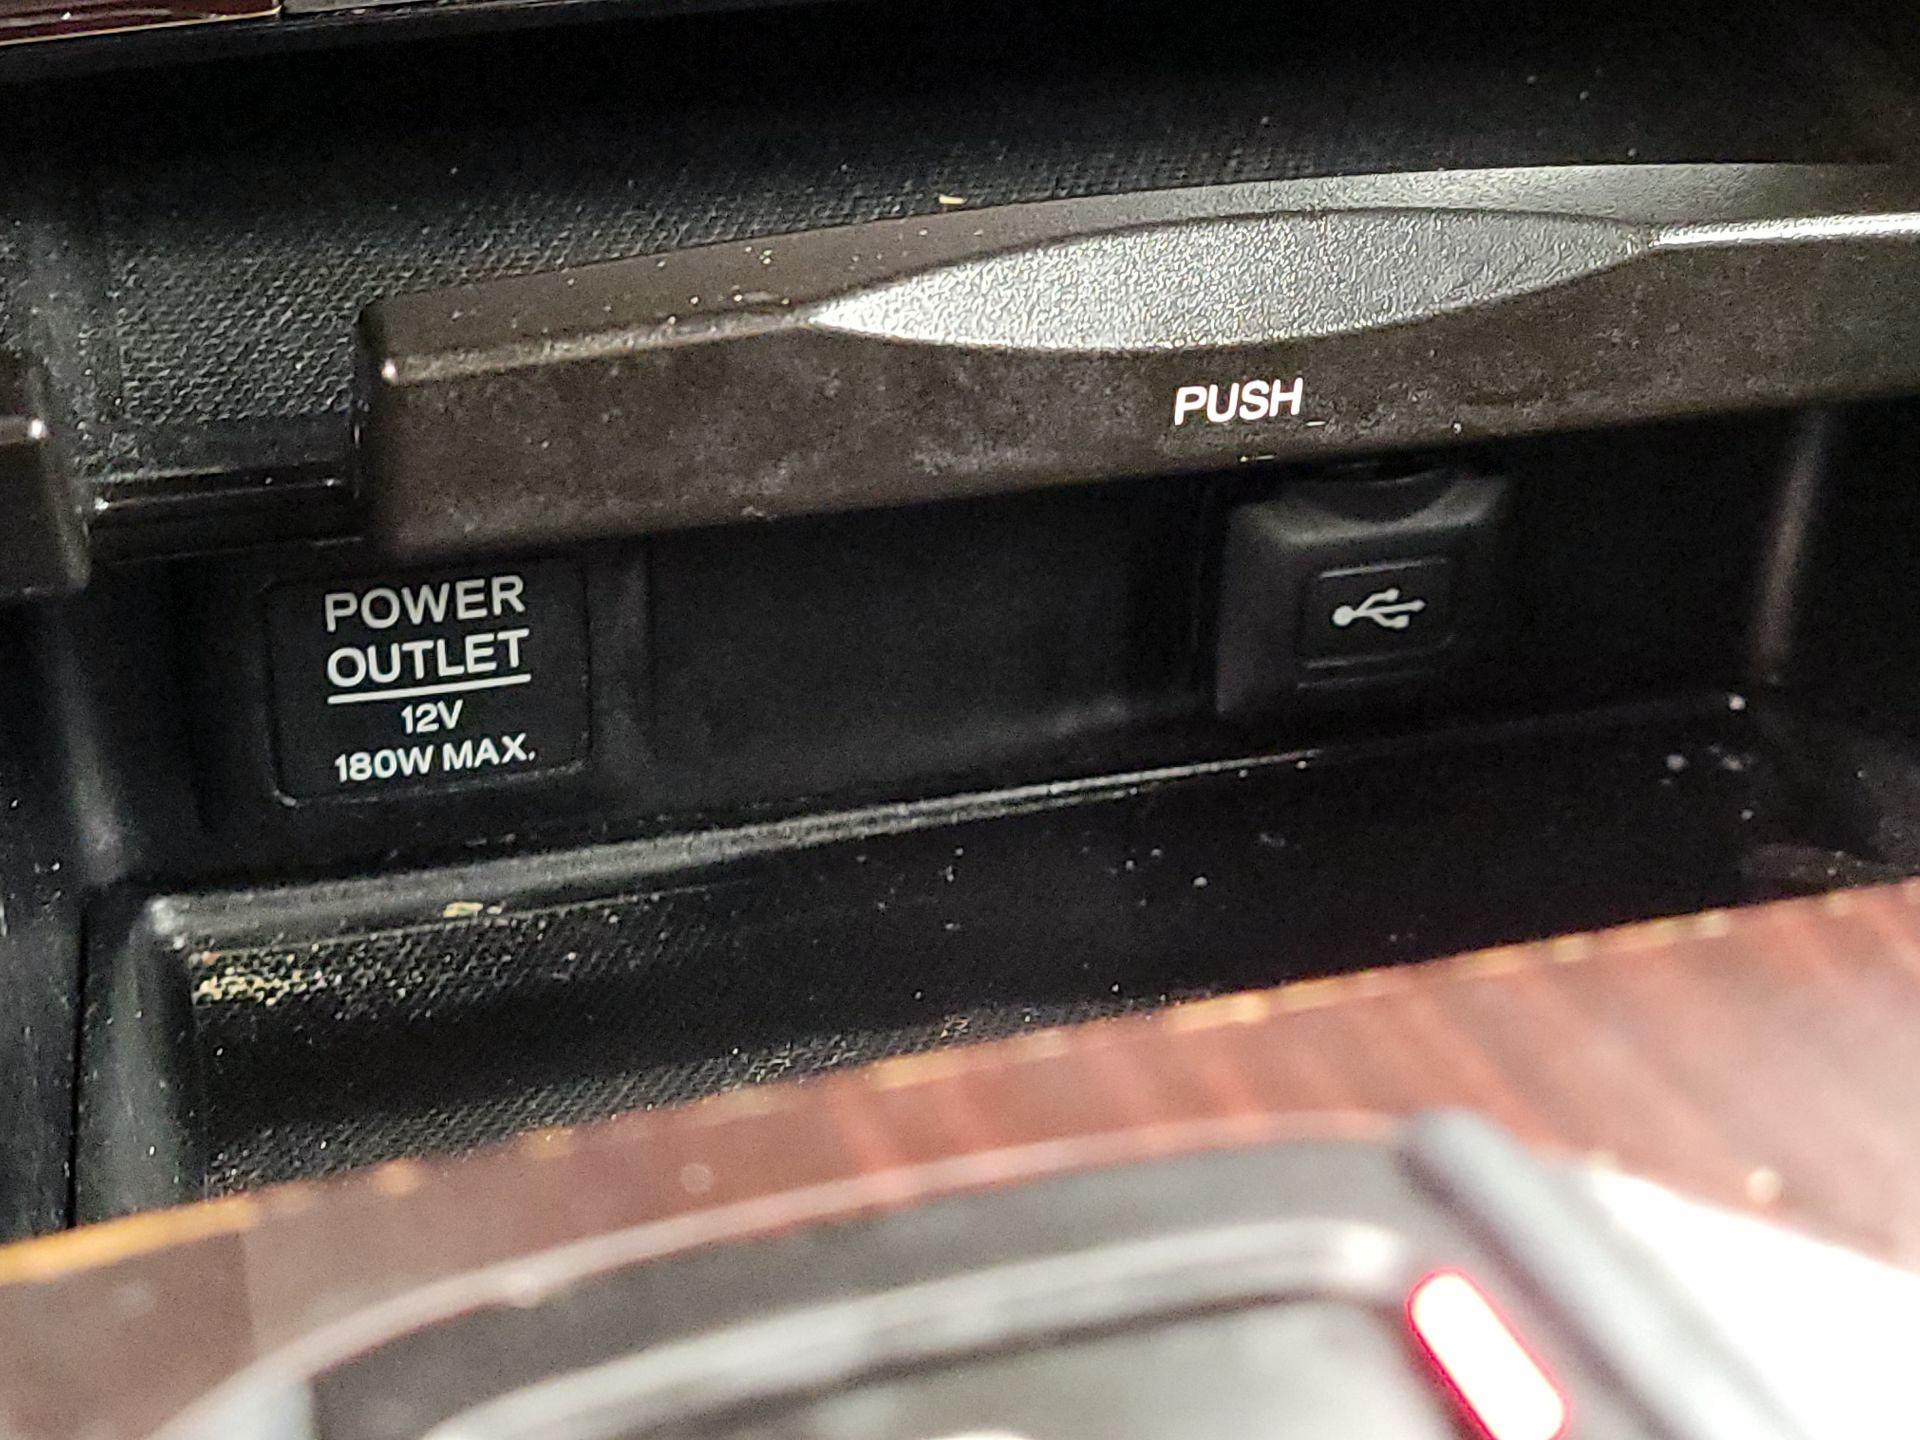 PUSH
POWER
OUTLET
12V
180W MAX.